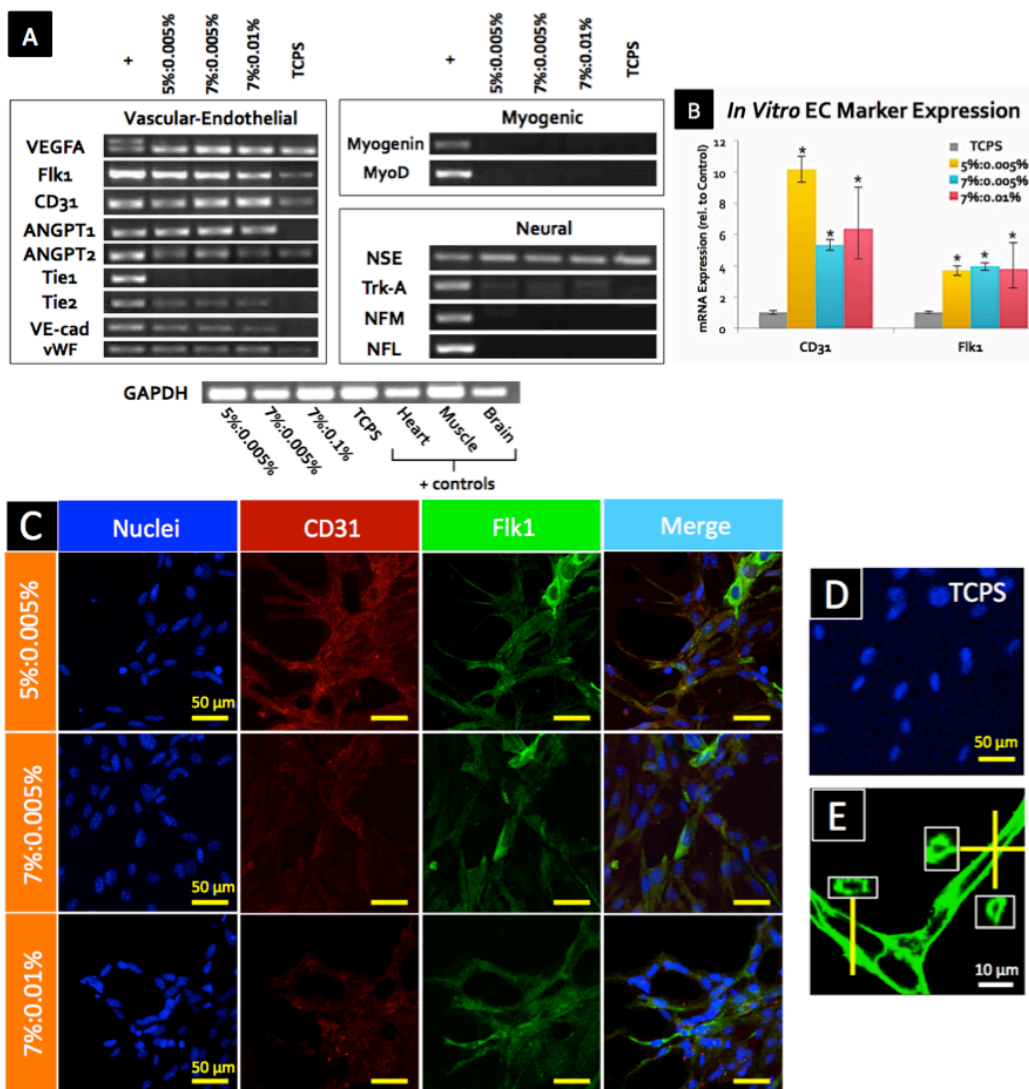 A
+ 5%:0.005% 7%:0.005% 7%:0.01% TCPS
Vascular-Endothelial
VEGFA
Flk1
CD31
ANGPT1
ANGPT2
Tie1
Tie2
VE-cad
vWF
+ 5%:0.005% 7%:0.005% 7%:0.01% TCPS
Myogenic
Myogenin
MyoD
Neural
NSE
Trk-A
NFM
NFL
GAPDH
5%:0.005% 7%:0.005% 7%:0.1% TCPS Heart Muscle Brain
+ controls
B In Vitro EC Marker Expression
TCPS
5%:0.005%
7%:0.005%
7%:0.01%
mRNA Expression (rel. to Control)
12
10
8
6
4
2
0
* * * * * *
CD31 Flk1
C Nuclei CD31 Flk1 Merge
5%:0.005%
50 µm
7%:0.005%
50 µm
7%:0.01%
50 µm
D TCPS
50 µm
E
10 µm